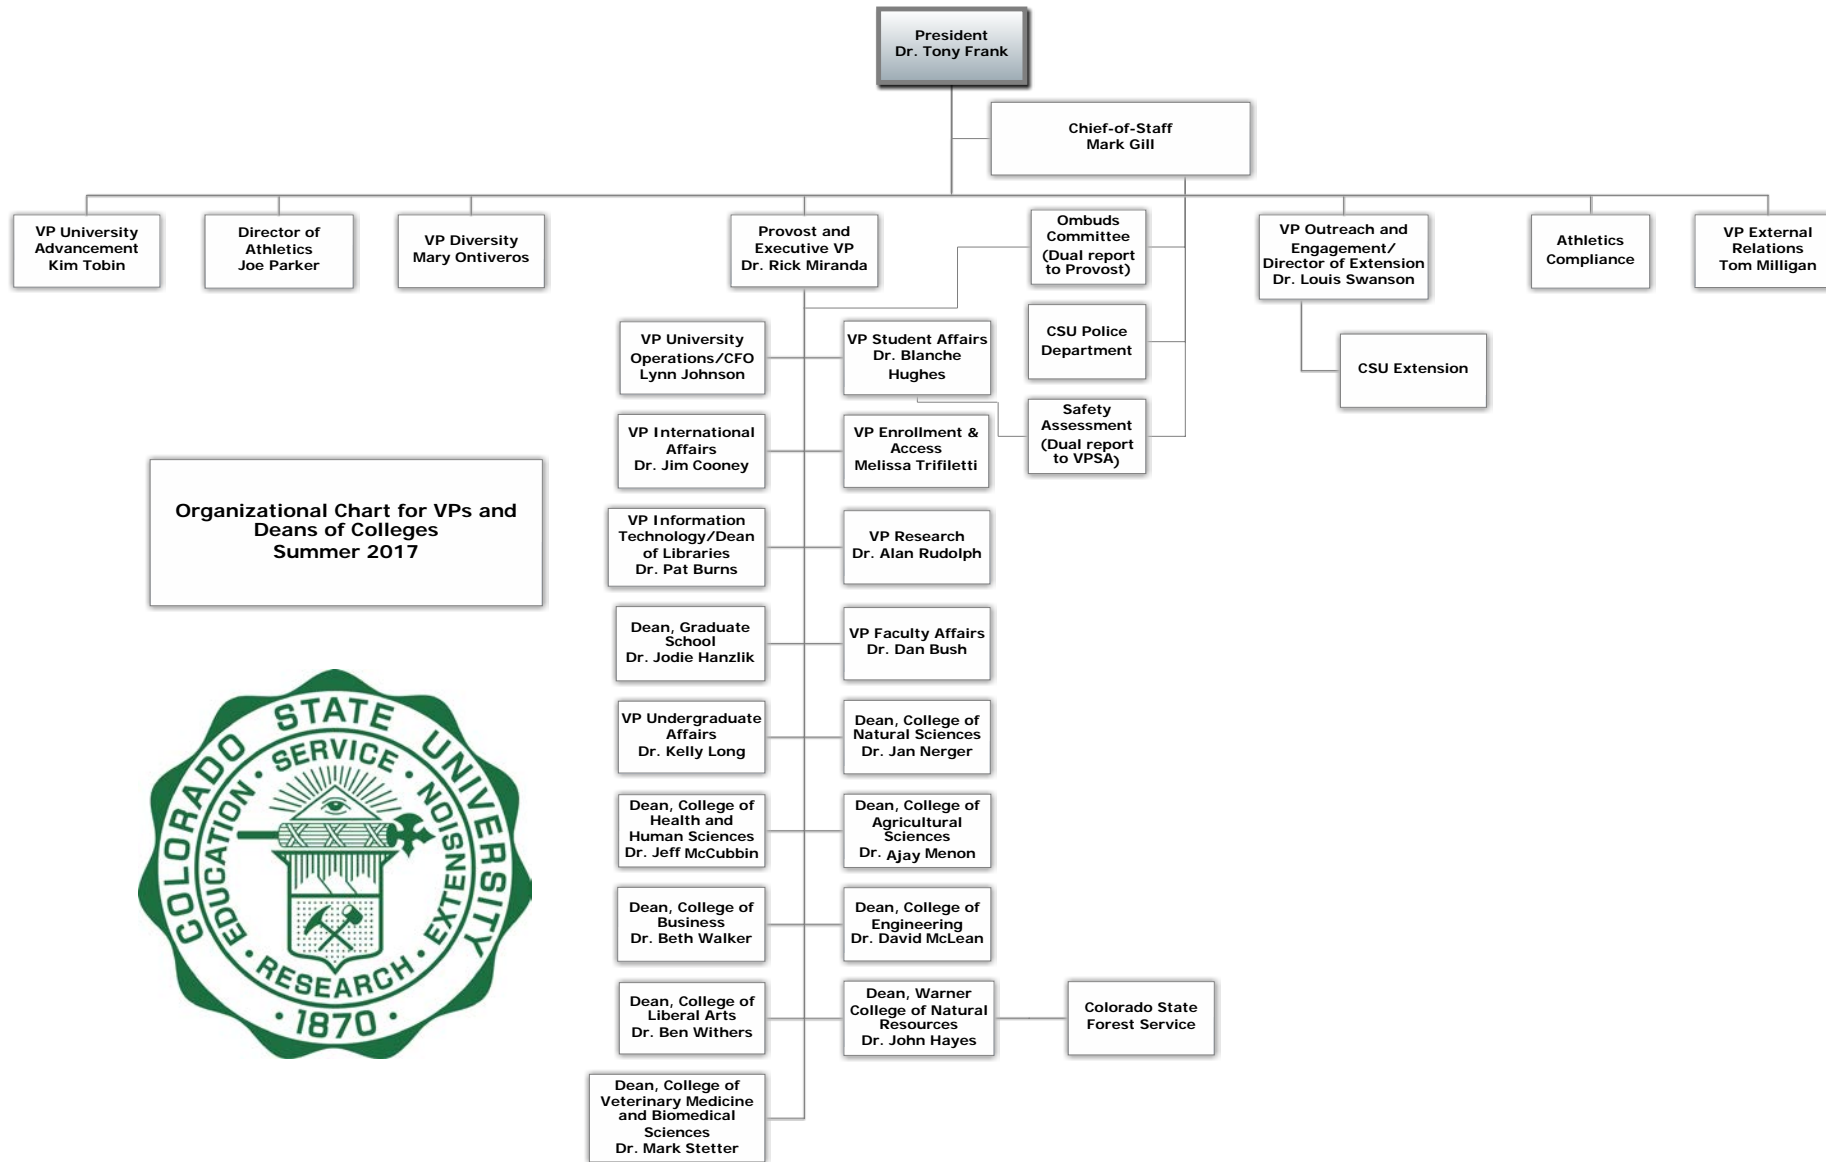 President
Dr. Tony Frank
Chief-of-Staff
Mark Gill
VP University
Advancement
Kim Tobin
Director of
Athletics
Joe Parker
VP Diversity
Mary Ontiveros
Provost and
Executive VP
Dr. Rick Miranda
Ombuds
Committee
(Dual report
to Provost)
VP Outreach and
Engagement/
Director of Extension
Dr. Louis Swanson
Athletics
Compliance
VP External
Relations
Tom Milligan
VP University
Operations/CFO
Lynn Johnson
VP Student Affairs
Dr. Blanche
Hughes
CSU Police
Department
CSU Extension
VP International
Affairs
Dr. Jim Cooney
VP Enrollment &
Access
Melissa Trifiletti
Safety
Assessment
(Dual report
to VPSA)
Organizational Chart for VPs and
Deans of Colleges
Summer 2017
VP Information
Technology/Dean
of Libraries
Dr. Pat Burns
VP Research
Dr. Alan Rudolph
Dean, Graduate
School
Dr. Jodie Hanzlik
VP Faculty Affairs
Dr. Dan Bush
VP Undergraduate
Affairs
Dr. Kelly Long
Dean, College of
Natural Sciences
Dr. Jan Nerger
Dean, College of
Health and
Human Sciences
Dr. Jeff McCubbin
Dean, College of
Agricultural
Sciences
Dr. Ajay Menon
Dean, College of
Business
Dr. Beth Walker
Dean, College of
Engineering
Dr. David McLean
Dean, College of
Liberal Arts
Dr. Ben Withers
Dean, Warner
College of Natural
Resources
Dr. John Hayes
Colorado State
Forest Service
Dean, College of
Veterinary Medicine
and Biomedical
Sciences
Dr. Mark Stetter
COLORADO STATE UNIVERSITY
EDUCATION · SERVICE · EXTENSION
· RESEARCH ·
· 1870 ·